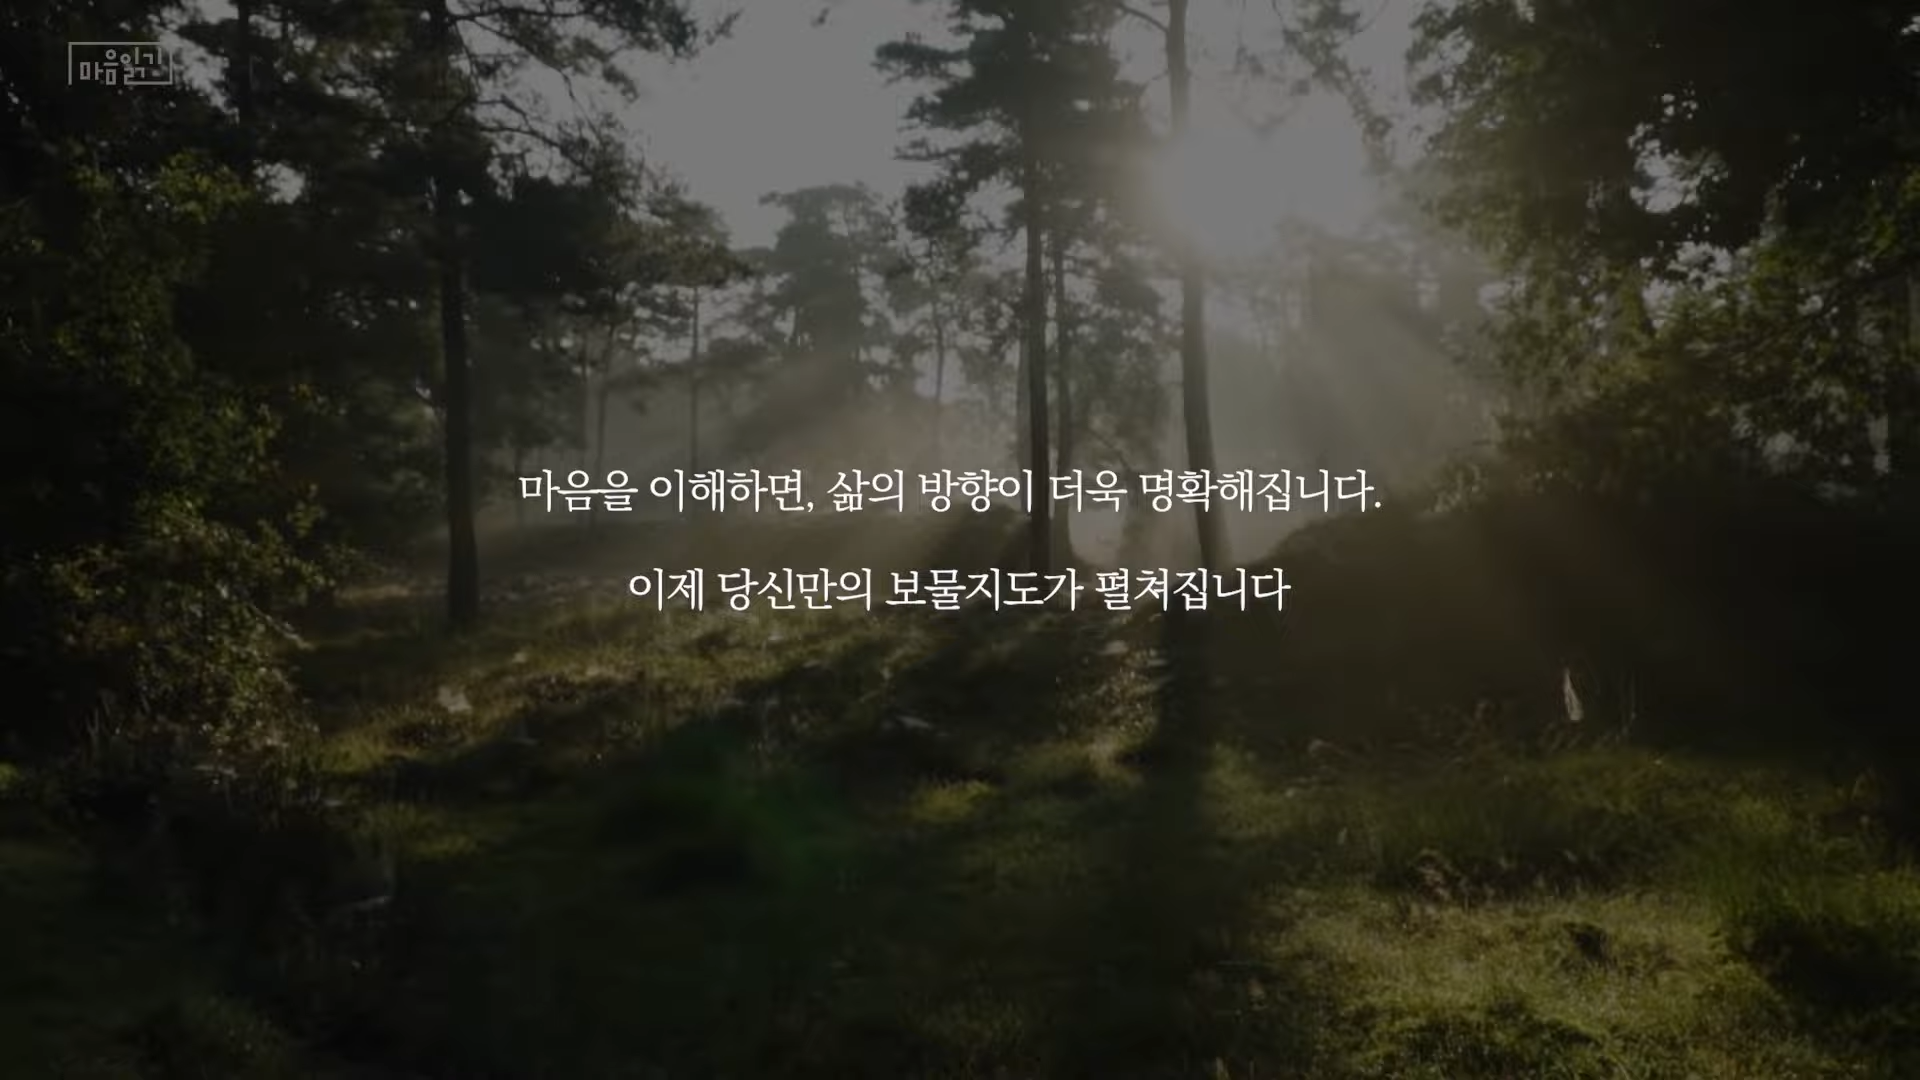 마음읽기
마음을 이해하면, 삶의 방향이 더욱 명확해집니다.
이제 당신만의 보물지도가 펼쳐집니다